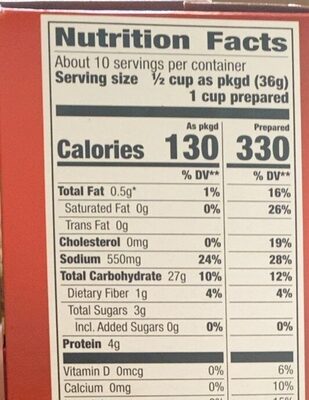 Nutrition Facts
About 10 servings per container
Serving size ½ cup as pkgd (36g)
1 cup prepared
As pkgd Prepared
Calories 130 330
% DV** % DV**
Total Fat 0.5g* 1% 16%
Saturated Fat 0g 0% 26%
Trans Fat 0g
Cholesterol 0mg 0% 19%
Sodium 550mg 24% 28%
Total Carbohydrate 27g 10% 12%
Dietary Fiber 1g 4% 4%
Total Sugars 3g
Incl. Added Sugars 0g 0% 0%
Protein 4g
Vitamin D 0mcg 0% 6%
Calcium 0mg 0% 10%